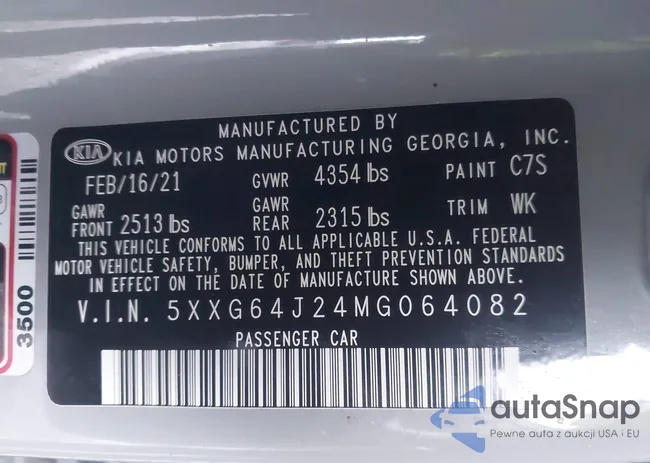 MANUFACTURED BY
KIA KIA MOTORS MANUFACTURING GEORGIA, INC.
FEB/16/21 GVWR 4354 lbs PAINT C7S
GAWR FRONT 2513 lbs GAWR REAR 2315 lbs TRIM WK
THIS VEHICLE CONFORMS TO ALL APPLICABLE U.S.A. FEDERAL
MOTOR VEHICLE SAFETY, BUMPER, AND THEFT PREVENTION STANDARDS
IN EFFECT ON THE DATE OF MANUFACTURE SHOWN ABOVE.
V.I.N. 5XXG64J24MG064082
PASSENGER CAR
3500
autaSnap
Pewne auta z aukcji USA i EU